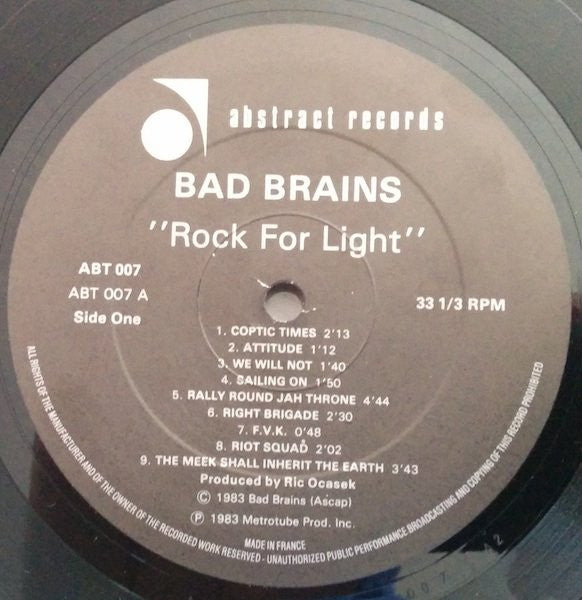 abstract records
BAD BRAINS
"Rock For Light"
ABT 007
ABT 007 A
Side One
33 1/3 RPM
1. COPTIC TIMES 2'13
2. ATTITUDE 1'12
3. WE WILL NOT 1'40
4. SAILING ON 1'50
5. RALLY ROUND JAH THRONE 4'44
6. RIGHT BRIGADE 2'30
7. F.V.K. 0'48
8. RIOT SQUAD 2'02
9. THE MEEK SHALL INHERIT THE EARTH 3'43
Produced by Ric Ocasek
© 1983 Bad Brains (Ascap)
℗ 1983 Metrotube Prod. Inc.
MADE IN FRANCE
ALL RIGHTS OF THE MANUFACTURER AND OF THE OWNER OF THE RECORDED WORK RESERVED - UNAUTHORIZED PUBLIC PERFORMANCE BROADCASTING AND COPYING OF THIS RECORD PROHIBITED